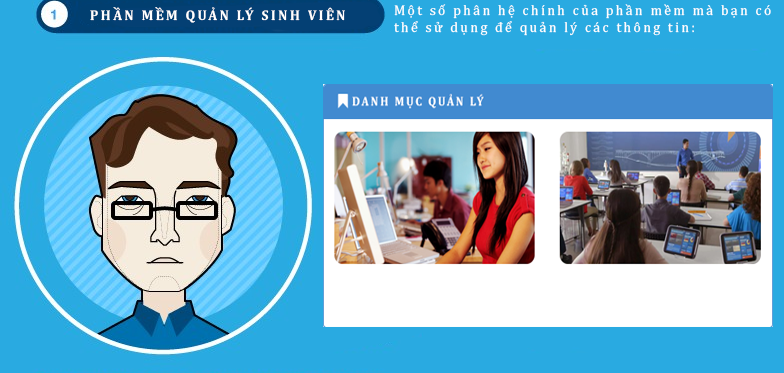 1 PHẦN MỀM QUẢN LÝ SINH VIÊN
Một số phân hệ chính của phần mềm mà bạn có
thể sử dụng để quản lý các thông tin:
DANH MỤC QUẢN LÝ